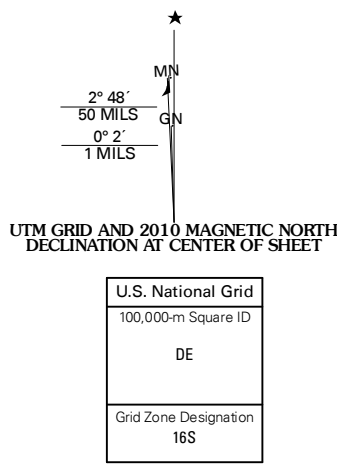 ★
MN
2° 48´
50 MILS
GN
0° 2´
1 MILS
UTM GRID AND 2010 MAGNETIC NORTH
DECLINATION AT CENTER OF SHEET
U.S. National Grid
100,000-m Square ID
DE
Grid Zone Designation
16S